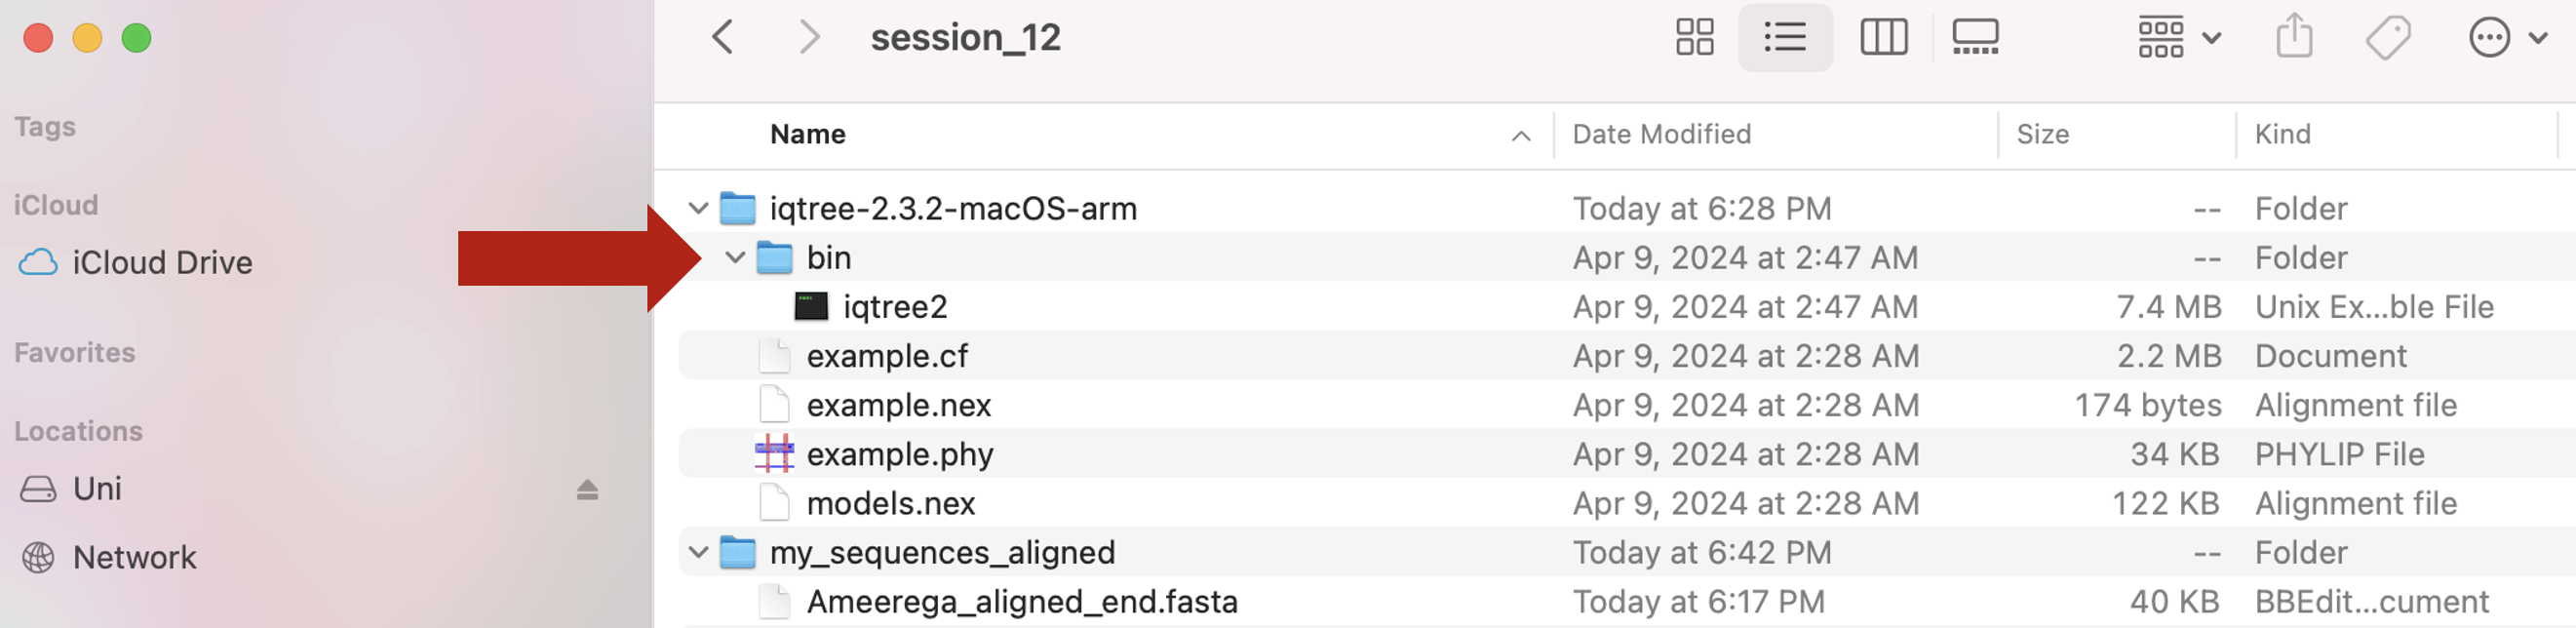 session_12
Tags
iCloud
iCloud Drive
Favorites
Locations
Uni
Network
Name Date Modified Size Kind
iqtree-2.3.2-macOS-arm Today at 6:28 PM -- Folder
bin Apr 9, 2024 at 2:47 AM -- Folder
iqtree2 Apr 9, 2024 at 2:47 AM 7.4 MB Unix Ex...ble File
example.cf Apr 9, 2024 at 2:28 AM 2.2 MB Document
example.nex Apr 9, 2024 at 2:28 AM 174 bytes Alignment file
example.phy Apr 9, 2024 at 2:28 AM 34 KB PHYLIP File
models.nex Apr 9, 2024 at 2:28 AM 122 KB Alignment file
my_sequences_aligned Today at 6:42 PM -- Folder
Ameerega_aligned_end.fasta Today at 6:17 PM 40 KB BBEdit...cument